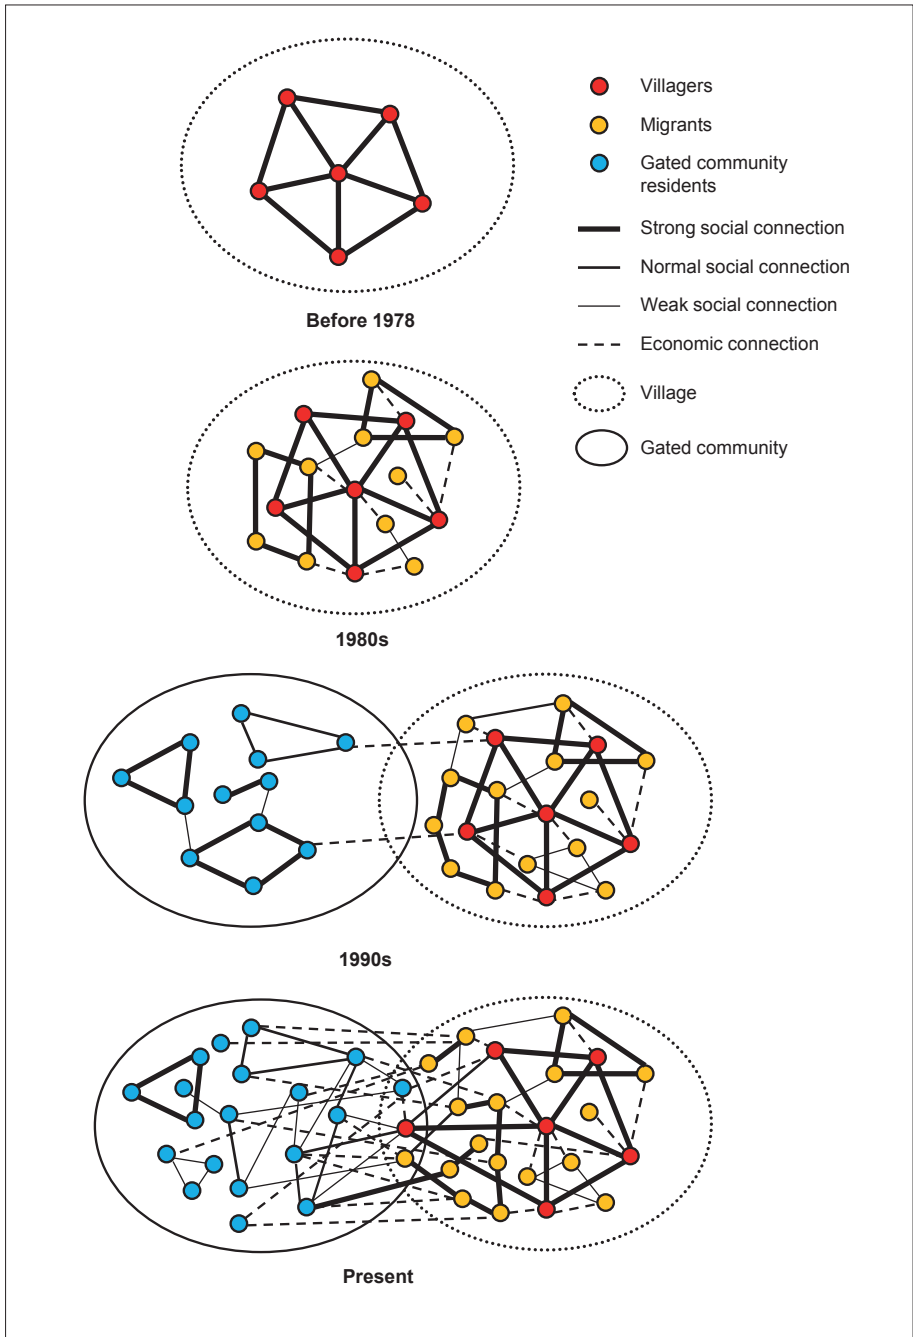 Villagers
Migrants
Gated community
residents
Strong social connection
Normal social connection
Weak social connection
Economic connection
Village
Gated community
Before 1978
1980s
1990s
Present